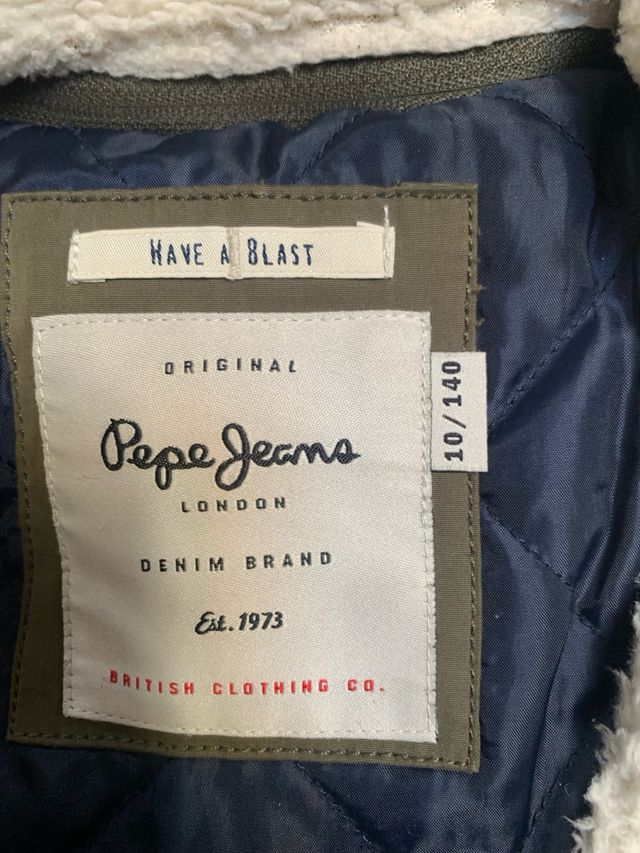 HAVE A BLAST
ORIGINAL
Pepe Jeans
LONDON
DENIM BRAND
Est. 1973
BRITISH CLOTHING CO.
10/140